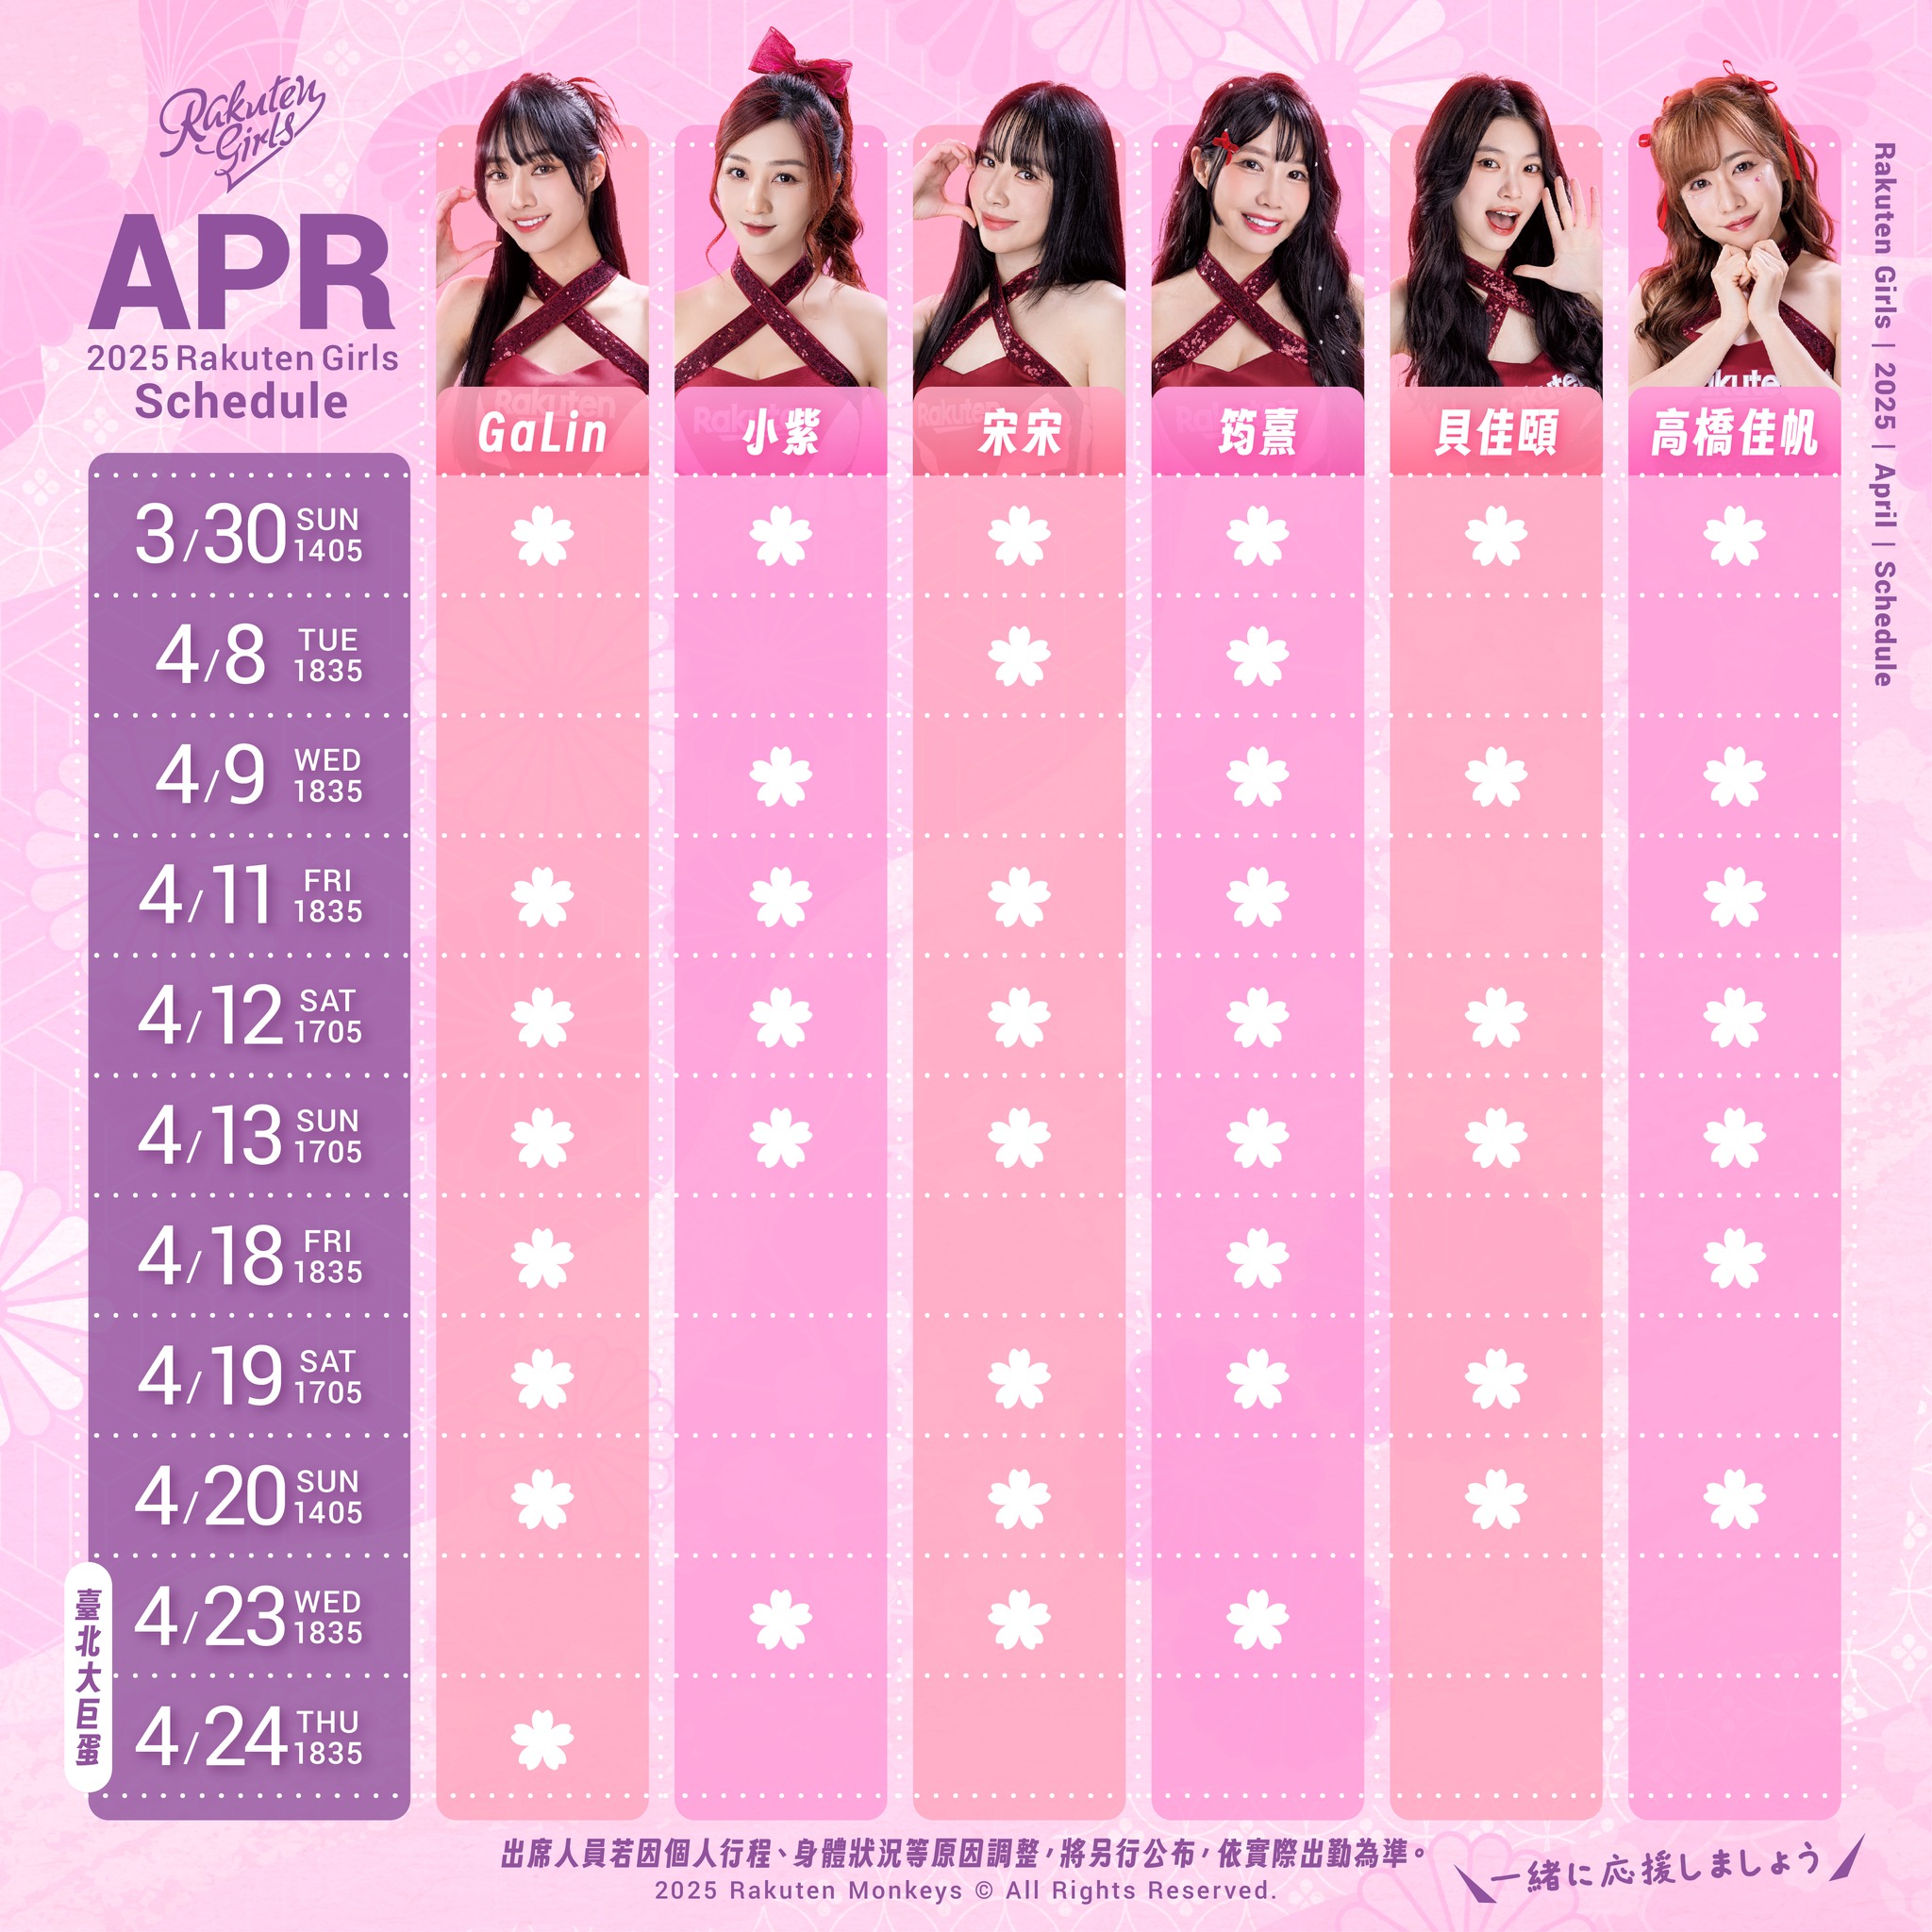 Rakuten
Girls
APR
2025 Rakuten Girls
Schedule
GaLin
小紫
宋宋
筠熹
貝佳頤
高橋佳帆
3/30 SUN 1405
4/8 TUE 1835
4/9 WED 1835
4/11 FRI 1835
4/12 SAT 1705
4/13 SUN 1705
4/18 FRI 1835
4/19 SAT 1705
4/20 SUN 1405
4/23 WED 1835
4/24 THU 1835
臺北大巨蛋
Rakuten Girls | 2025 | April | Schedule
出席人員若因個人行程、身體狀況等原因調整，將另行公布，依實際出勤為準。
2025 Rakuten Monkeys © All Rights Reserved.
一緒に応援しましょう